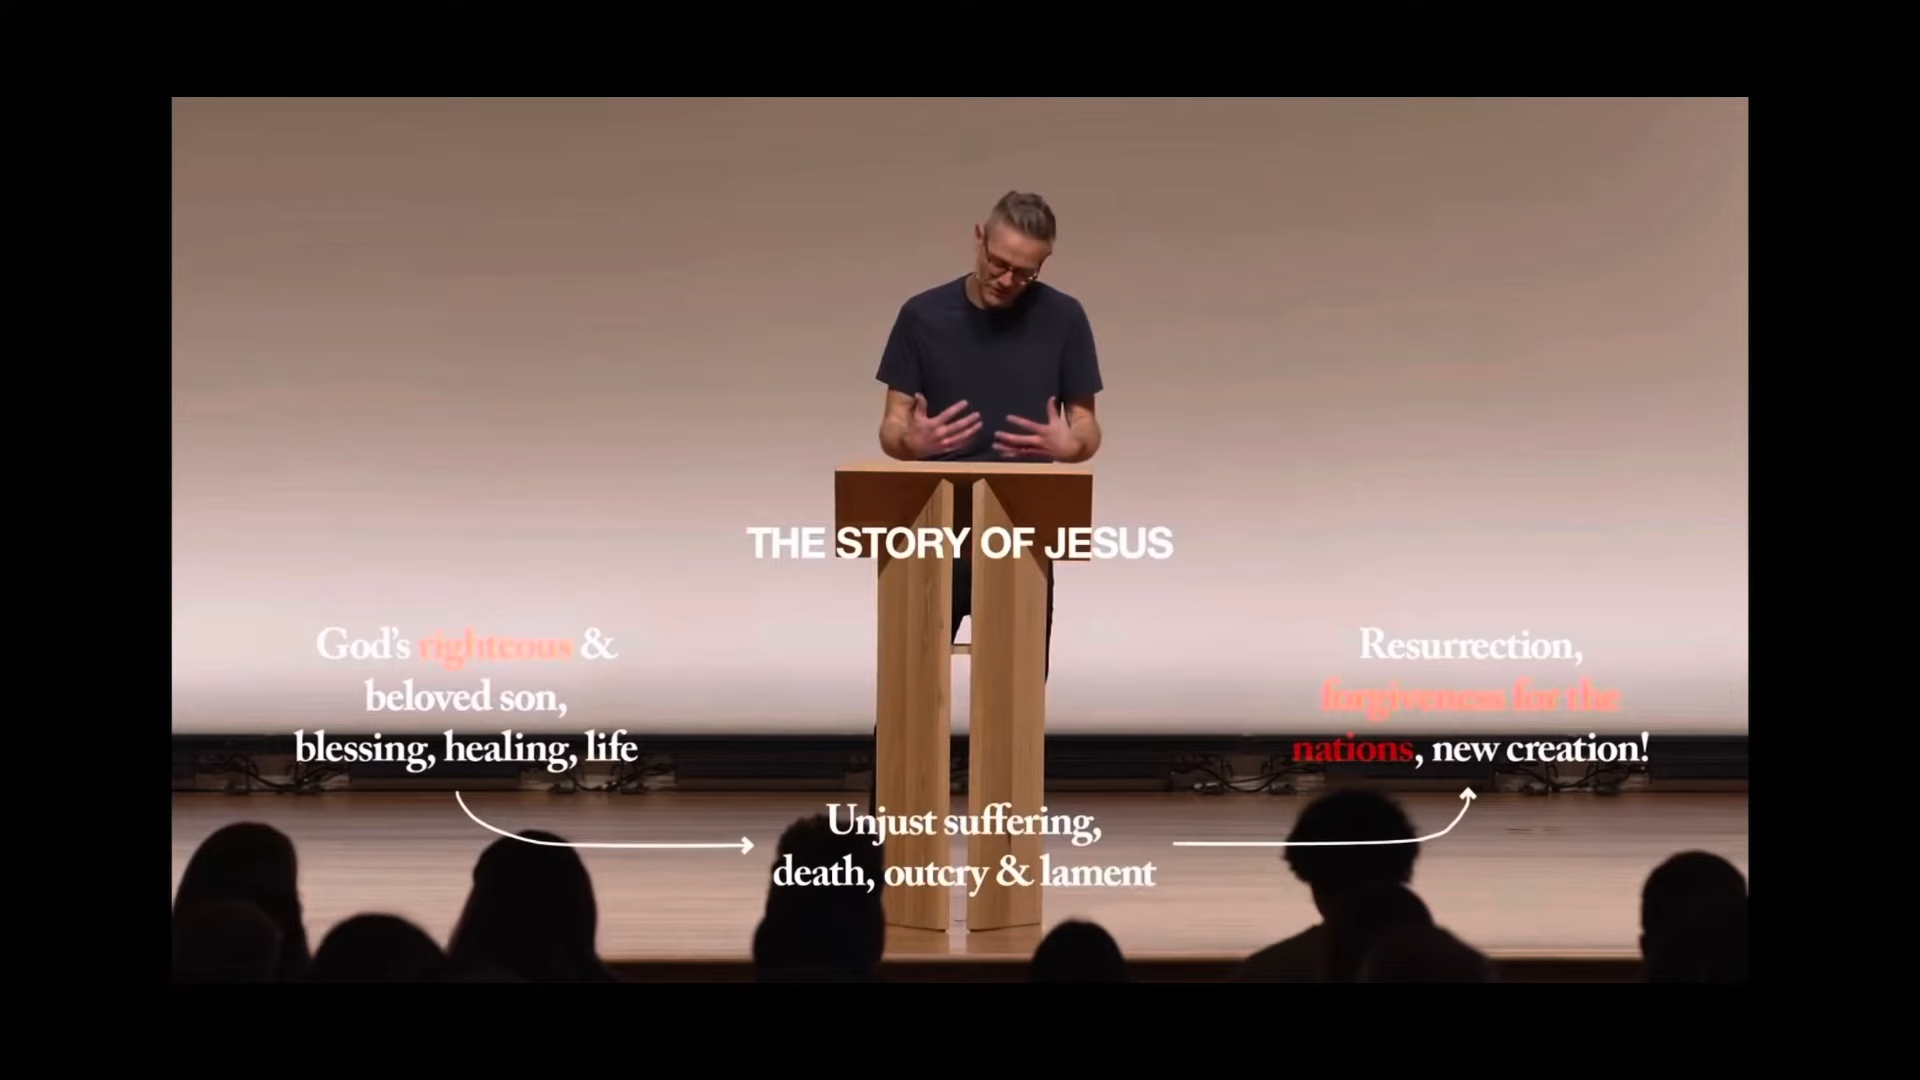 THE STORY OF JESUS
God's righteous &
beloved son,
blessing, healing, life
Unjust suffering,
death, outcry & lament
Resurrection,
forgiveness for the
nations, new creation!